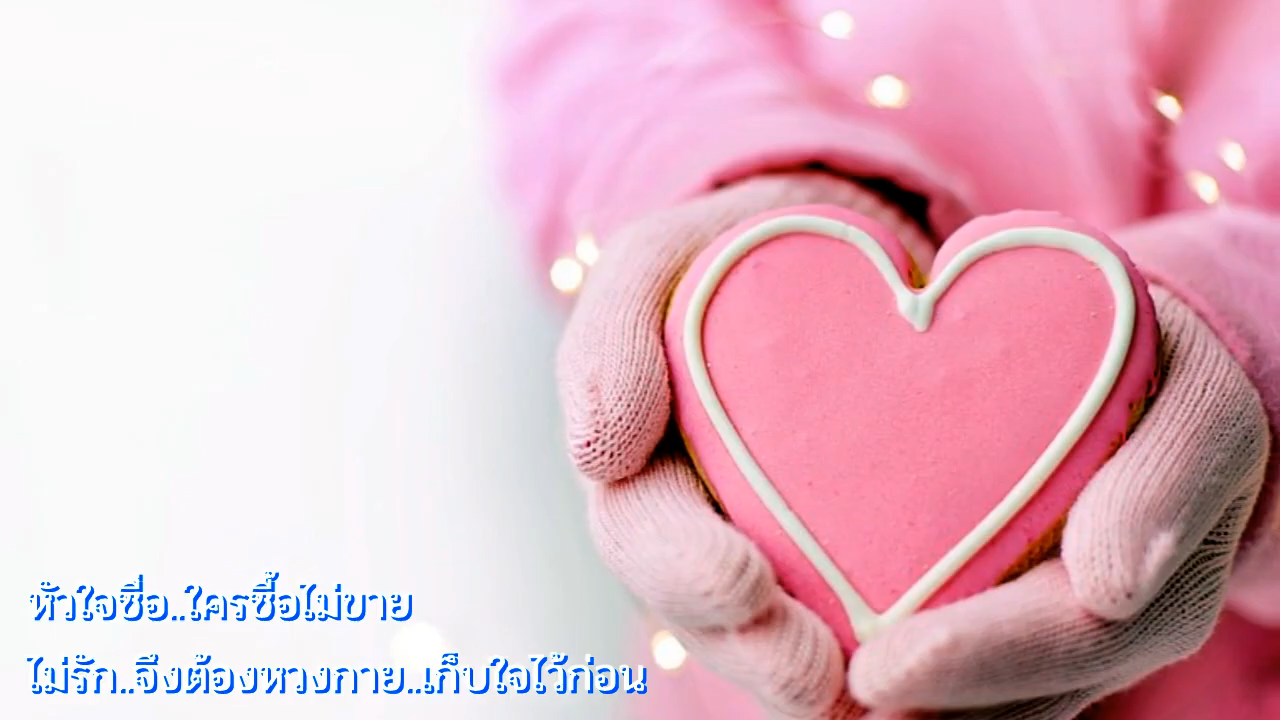 หัวใจซื่อ..ใครซื้อไม่ขาย
ไม่รัก..จึงต้องหวงกาย..เก็บใจไว้ก่อน